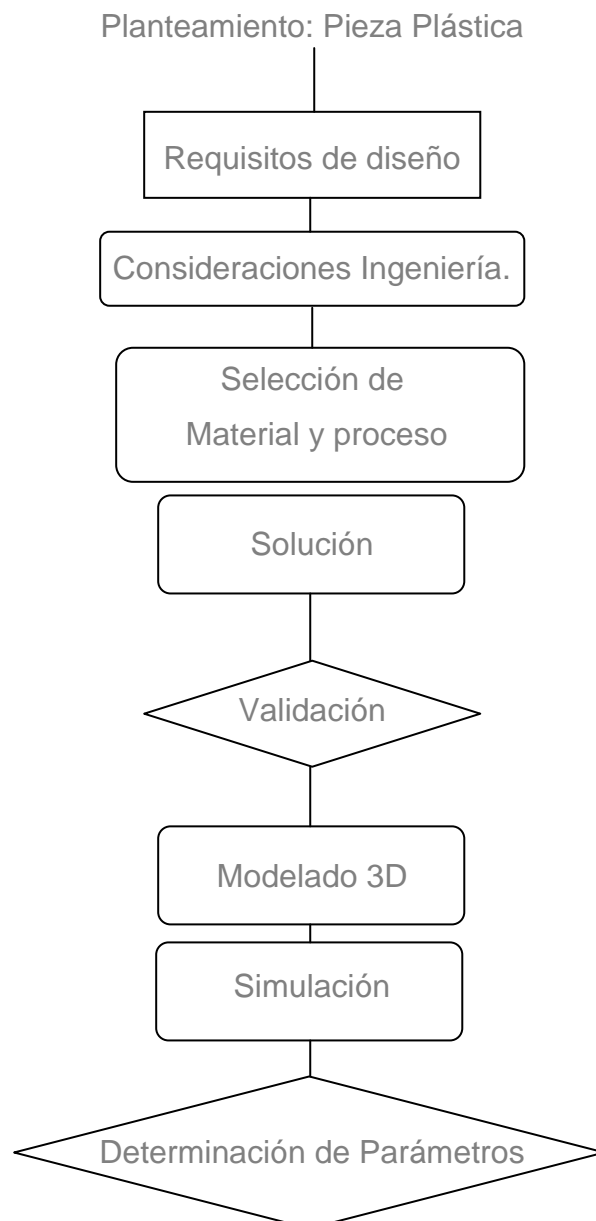 Planteamiento: Pieza Plástica
Requisitos de diseño
Consideraciones Ingeniería.
Selección de
Material y proceso
Solución
Validación
Modelado 3D
Simulación
Determinación de Parámetros